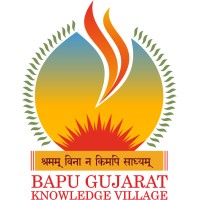 श्रमम् विना न किमपि साध्यम्
BAPU GUJARAT
KNOWLEDGE VILLAGE